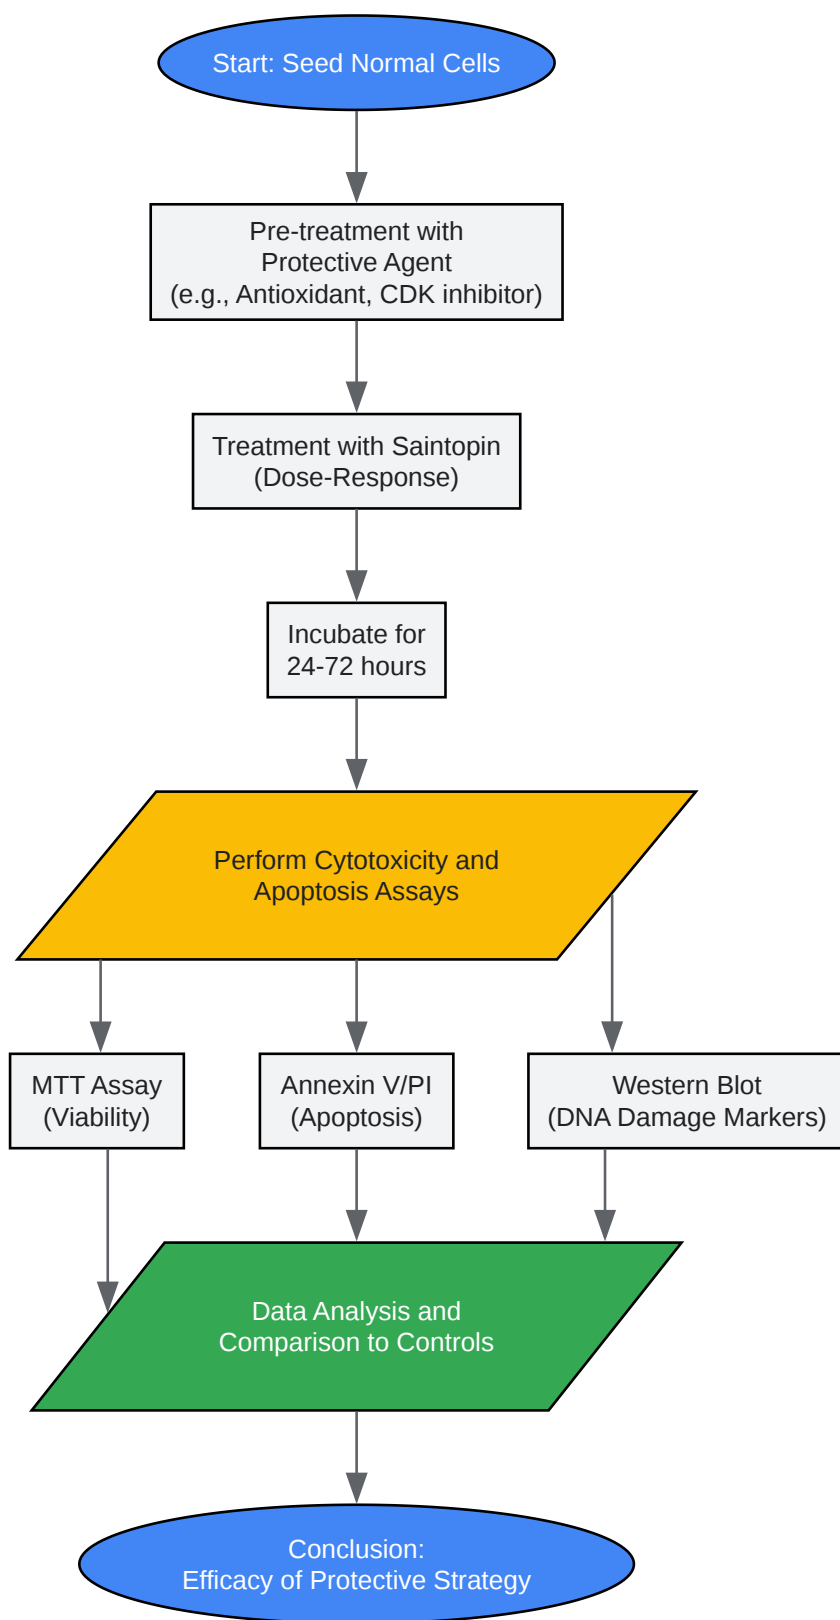 Start: Seed Normal Cells
Pre-treatment with
Protective Agent
(e.g., Antioxidant, CDK inhibitor)
Treatment with Saintopin
(Dose-Response)
Incubate for
24-72 hours
Perform Cytotoxicity and
Apoptosis Assays
MTT Assay
(Viability)
Annexin V/PI
(Apoptosis)
Western Blot
(DNA Damage Markers)
Data Analysis and
Comparison to Controls
Conclusion:
Efficacy of Protective Strategy